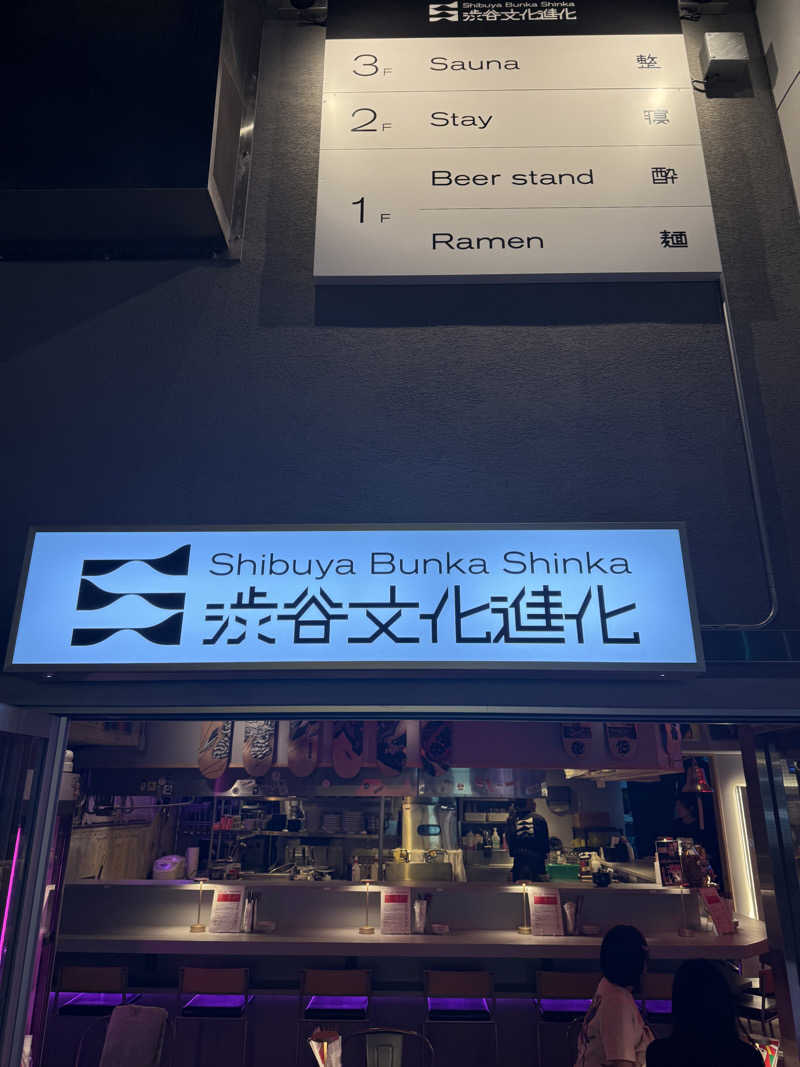 Shibuya Bunka Shinka
渋谷文化進化
3F Sauna 整
2F Stay 寝
1F Beer stand 酔
Ramen 麺
Shibuya Bunka Shinka
渋谷文化進化